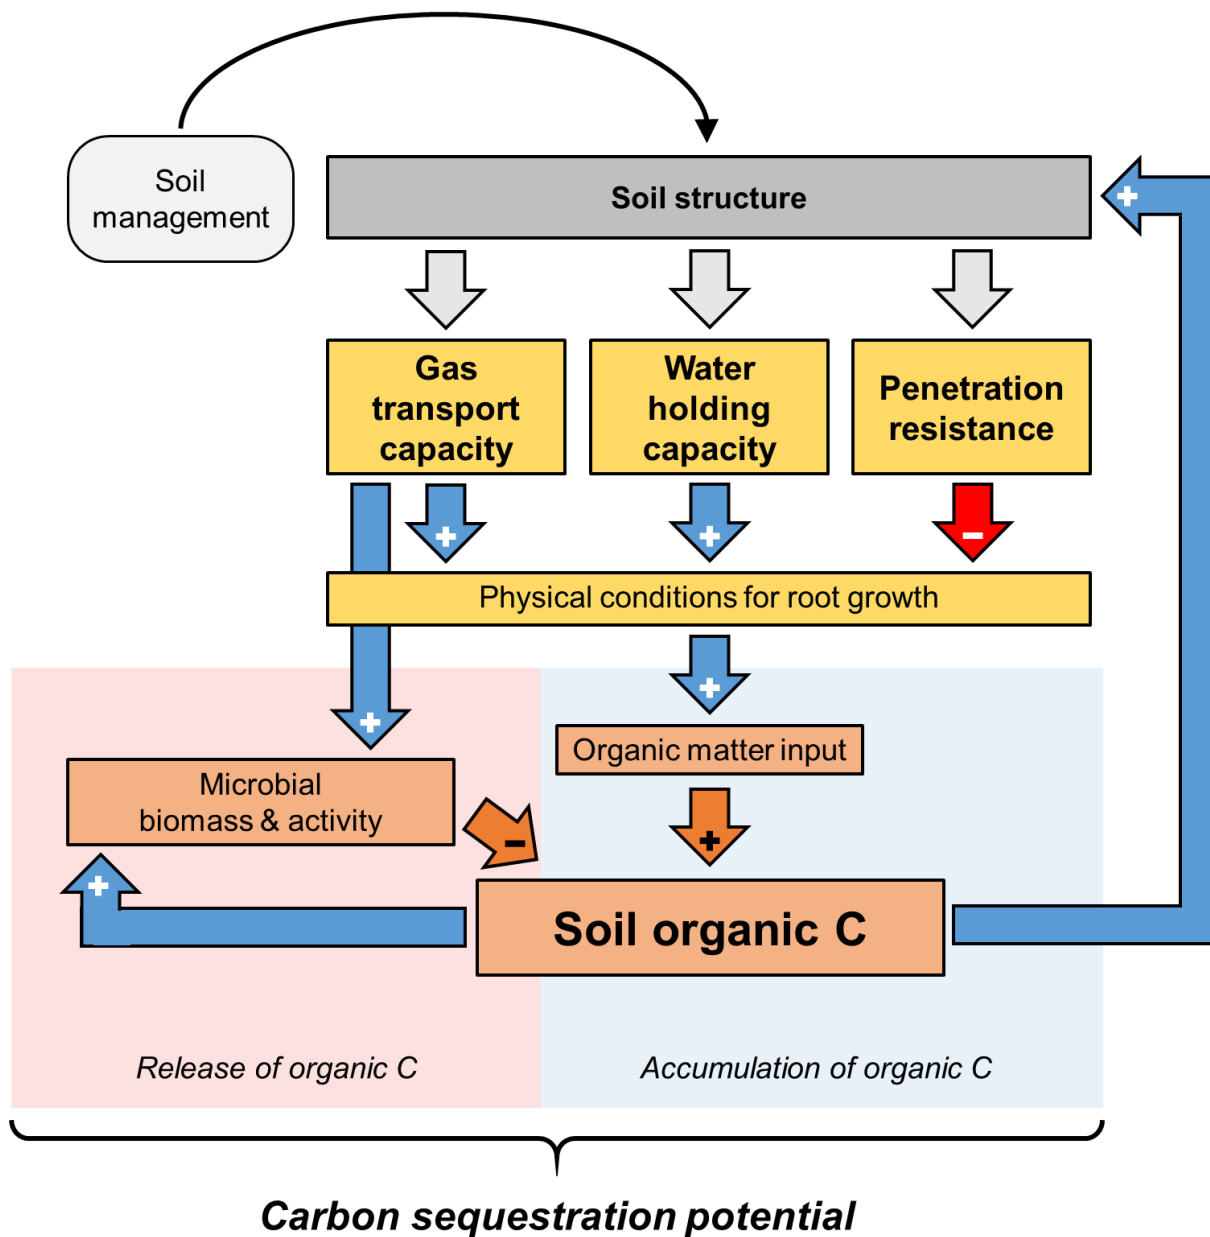 Soil
management
Soil structure
+
Gas
transport
capacity
Water
holding
capacity
Penetration
resistance
+
+
-
Physical conditions for root growth
+
+
Organic matter input
Microbial
biomass & activity
-
+
+
Soil organic C
Release of organic C
Accumulation of organic C
Carbon sequestration potential